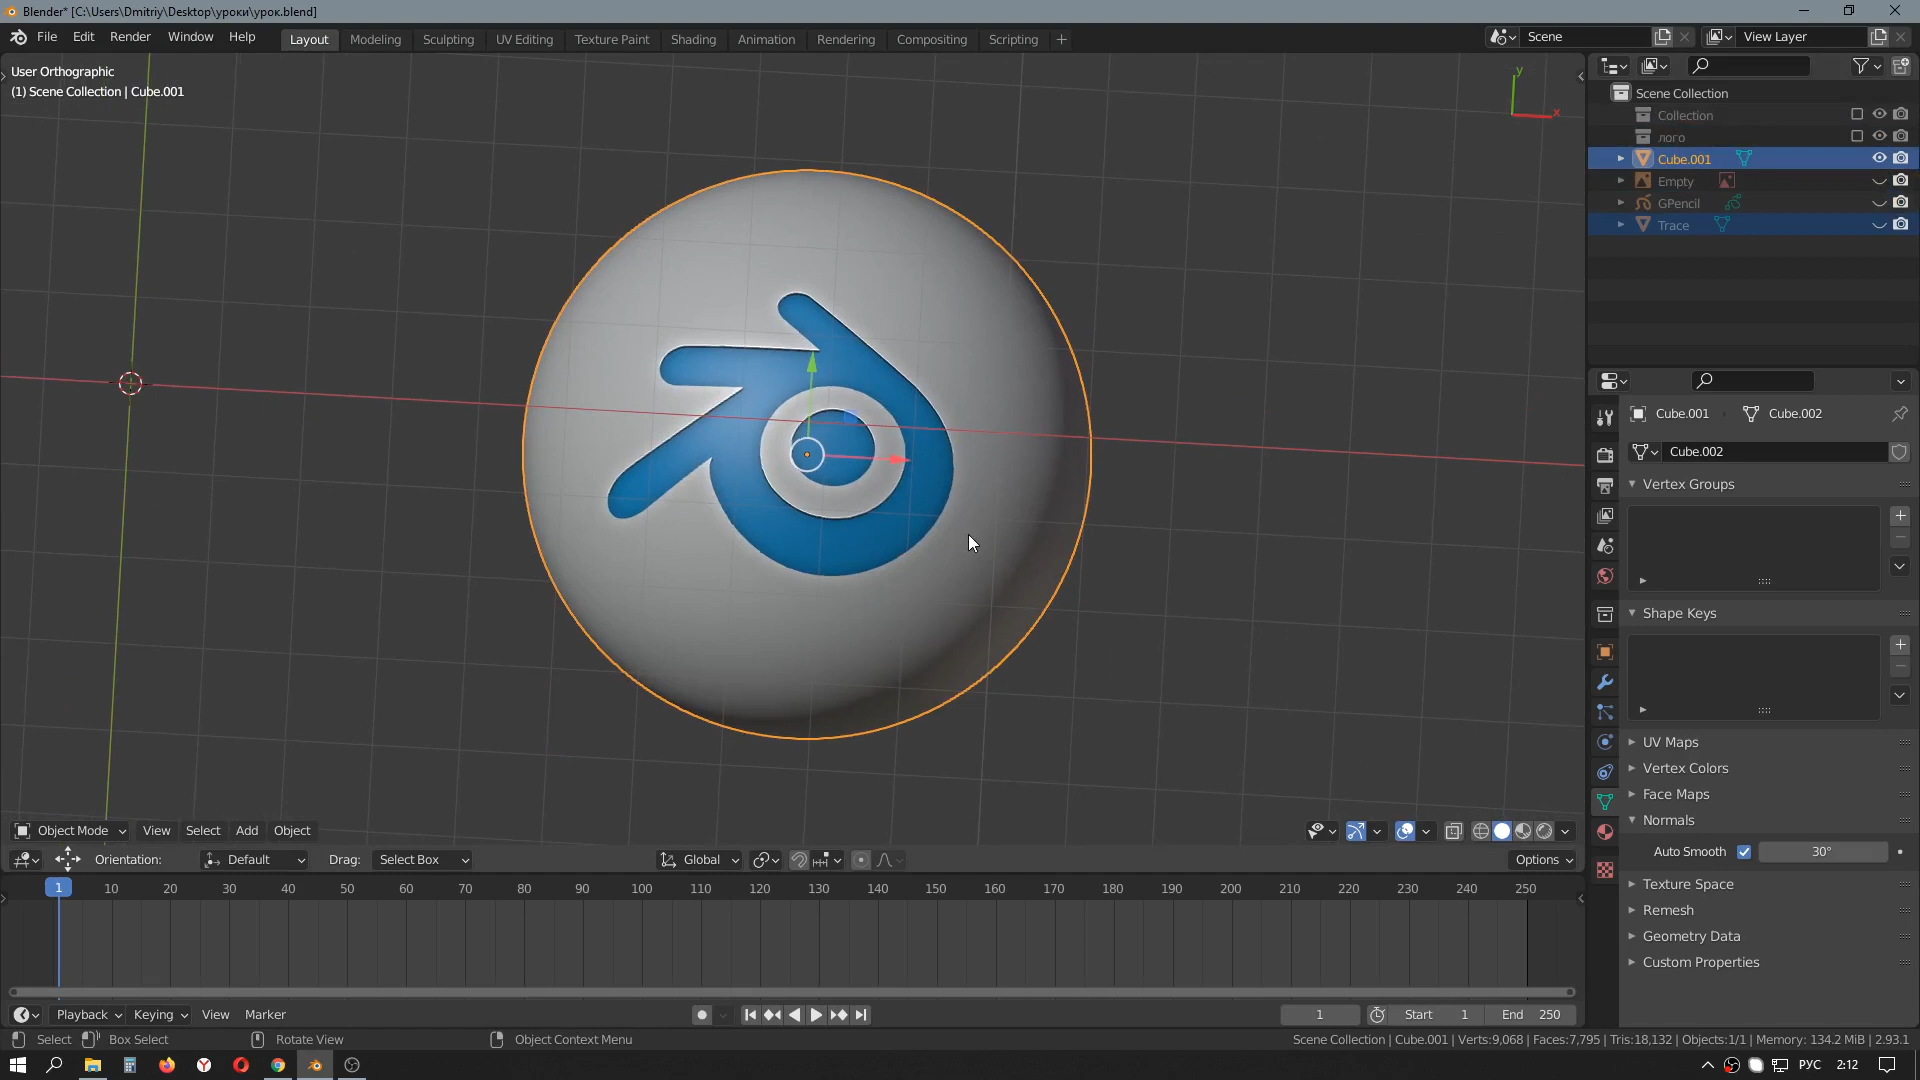 Blender* [C:\Users\Dmitriy\Desktop\уроки\урок.blend]
File Edit Render Window Help Layout Modeling Sculpting UV Editing Texture Paint Shading Animation Rendering Compositing Scripting Scene View Layer
User Orthographic
(1) Scene Collection | Cube.001
y
x
Scene Collection
Collection
лого
Cube.001
Empty
GPencil
Trace
Cube.001 Cube.002
Cube.002
Vertex Groups
Shape Keys
UV Maps
Vertex Colors
Face Maps
Normals
Auto Smooth 30°
Texture Space
Remesh
Geometry Data
Custom Properties
Object Mode View Select Add Object
Orientation: Default Drag: Select Box Global Options
1 10 20 30 40 50 60 70 80 90 100 110 120 130 140 150 160 170 180 190 200 210 220 230 240 250
Playback Keying View Marker 1 Start 1 End 250
Select Box Select Rotate View Object Context Menu Scene Collection | Cube.001 | Verts:9,068 | Faces:7,795 | Tris:18,132 | Objects:1/1 | Memory: 134.2 MiB | 2.93.1
РУС 2:12